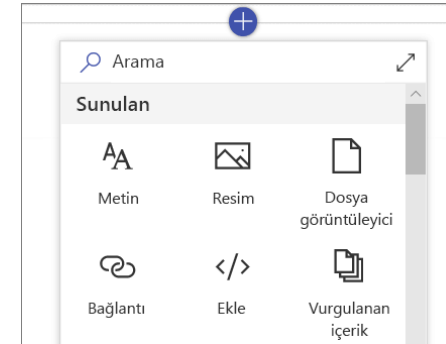 Arama
Sunulan
Metin
Resim
Dosya
görüntüleyici
Bağlantı
Ekle
Vurgulanan
içerik